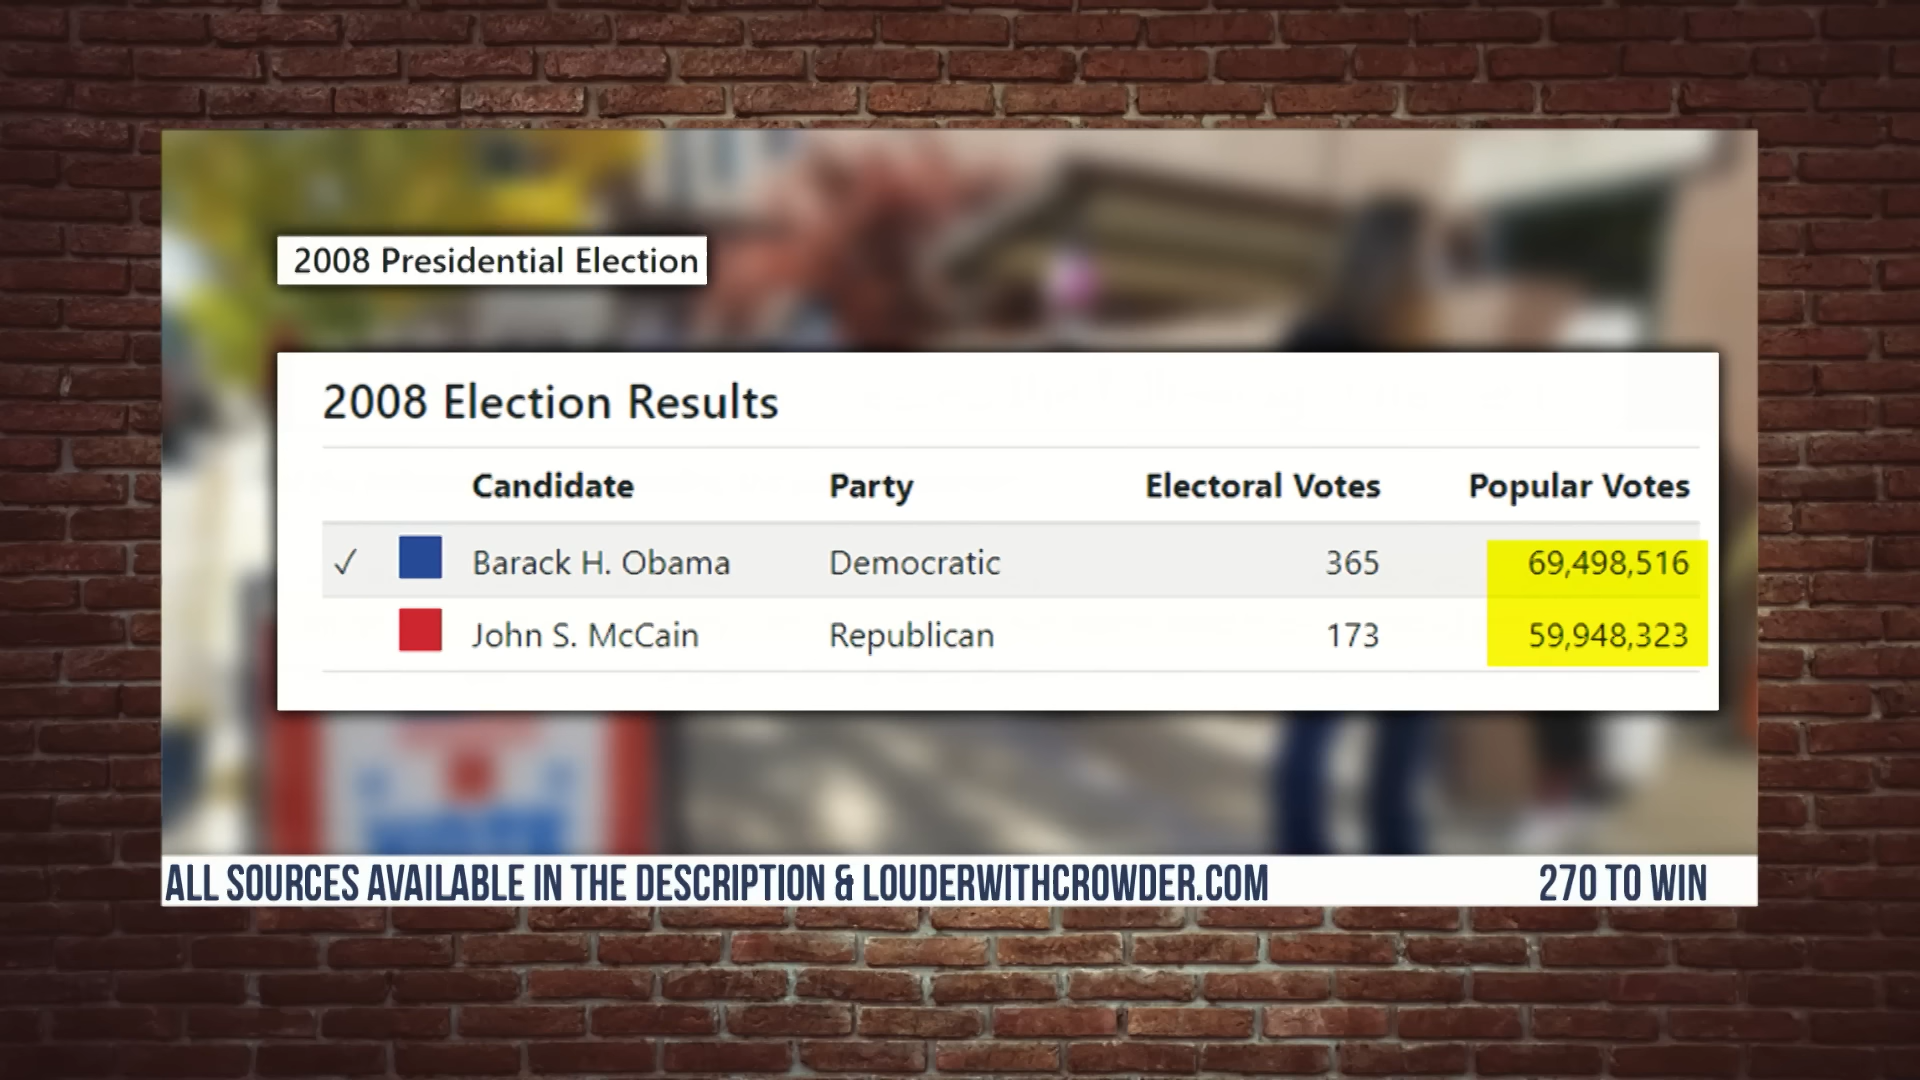 2008 Presidential Election
2008 Election Results
Candidate Party Electoral Votes Popular Votes
✓ Barack H. Obama Democratic 365 69,498,516
John S. McCain Republican 173 59,948,323
ALL SOURCES AVAILABLE IN THE DESCRIPTION & LOUDERWITHCROWDER.COM 270 TO WIN